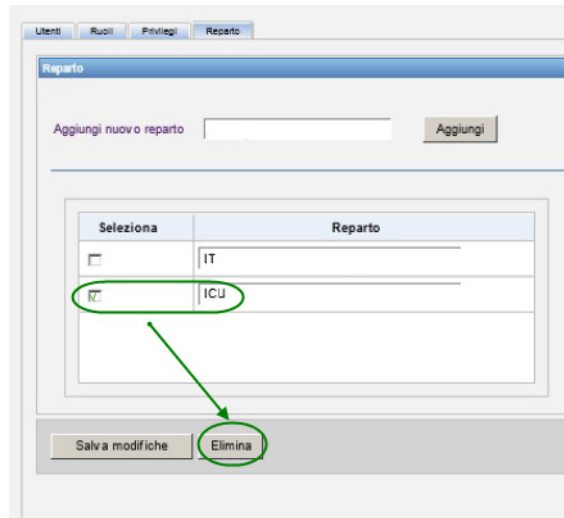 Utenti Ruoli Privilegi Reparto
Reparto
Aggiungi nuovo reparto Aggiungi
Seleziona Reparto
IT
ICU
Salva modifiche Elimina